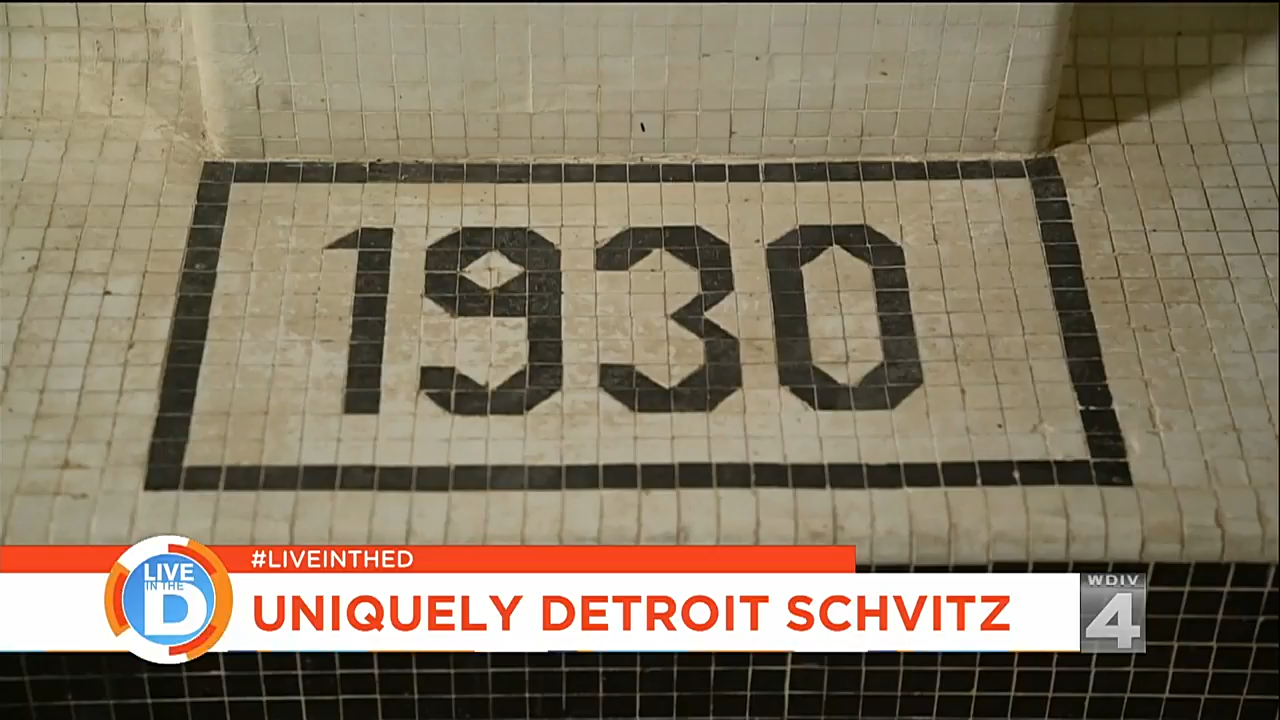 1930
#LIVEINTHED
LIVE
IN THE
D
UNIQUELY DETROIT SCHVITZ
WDIV
4